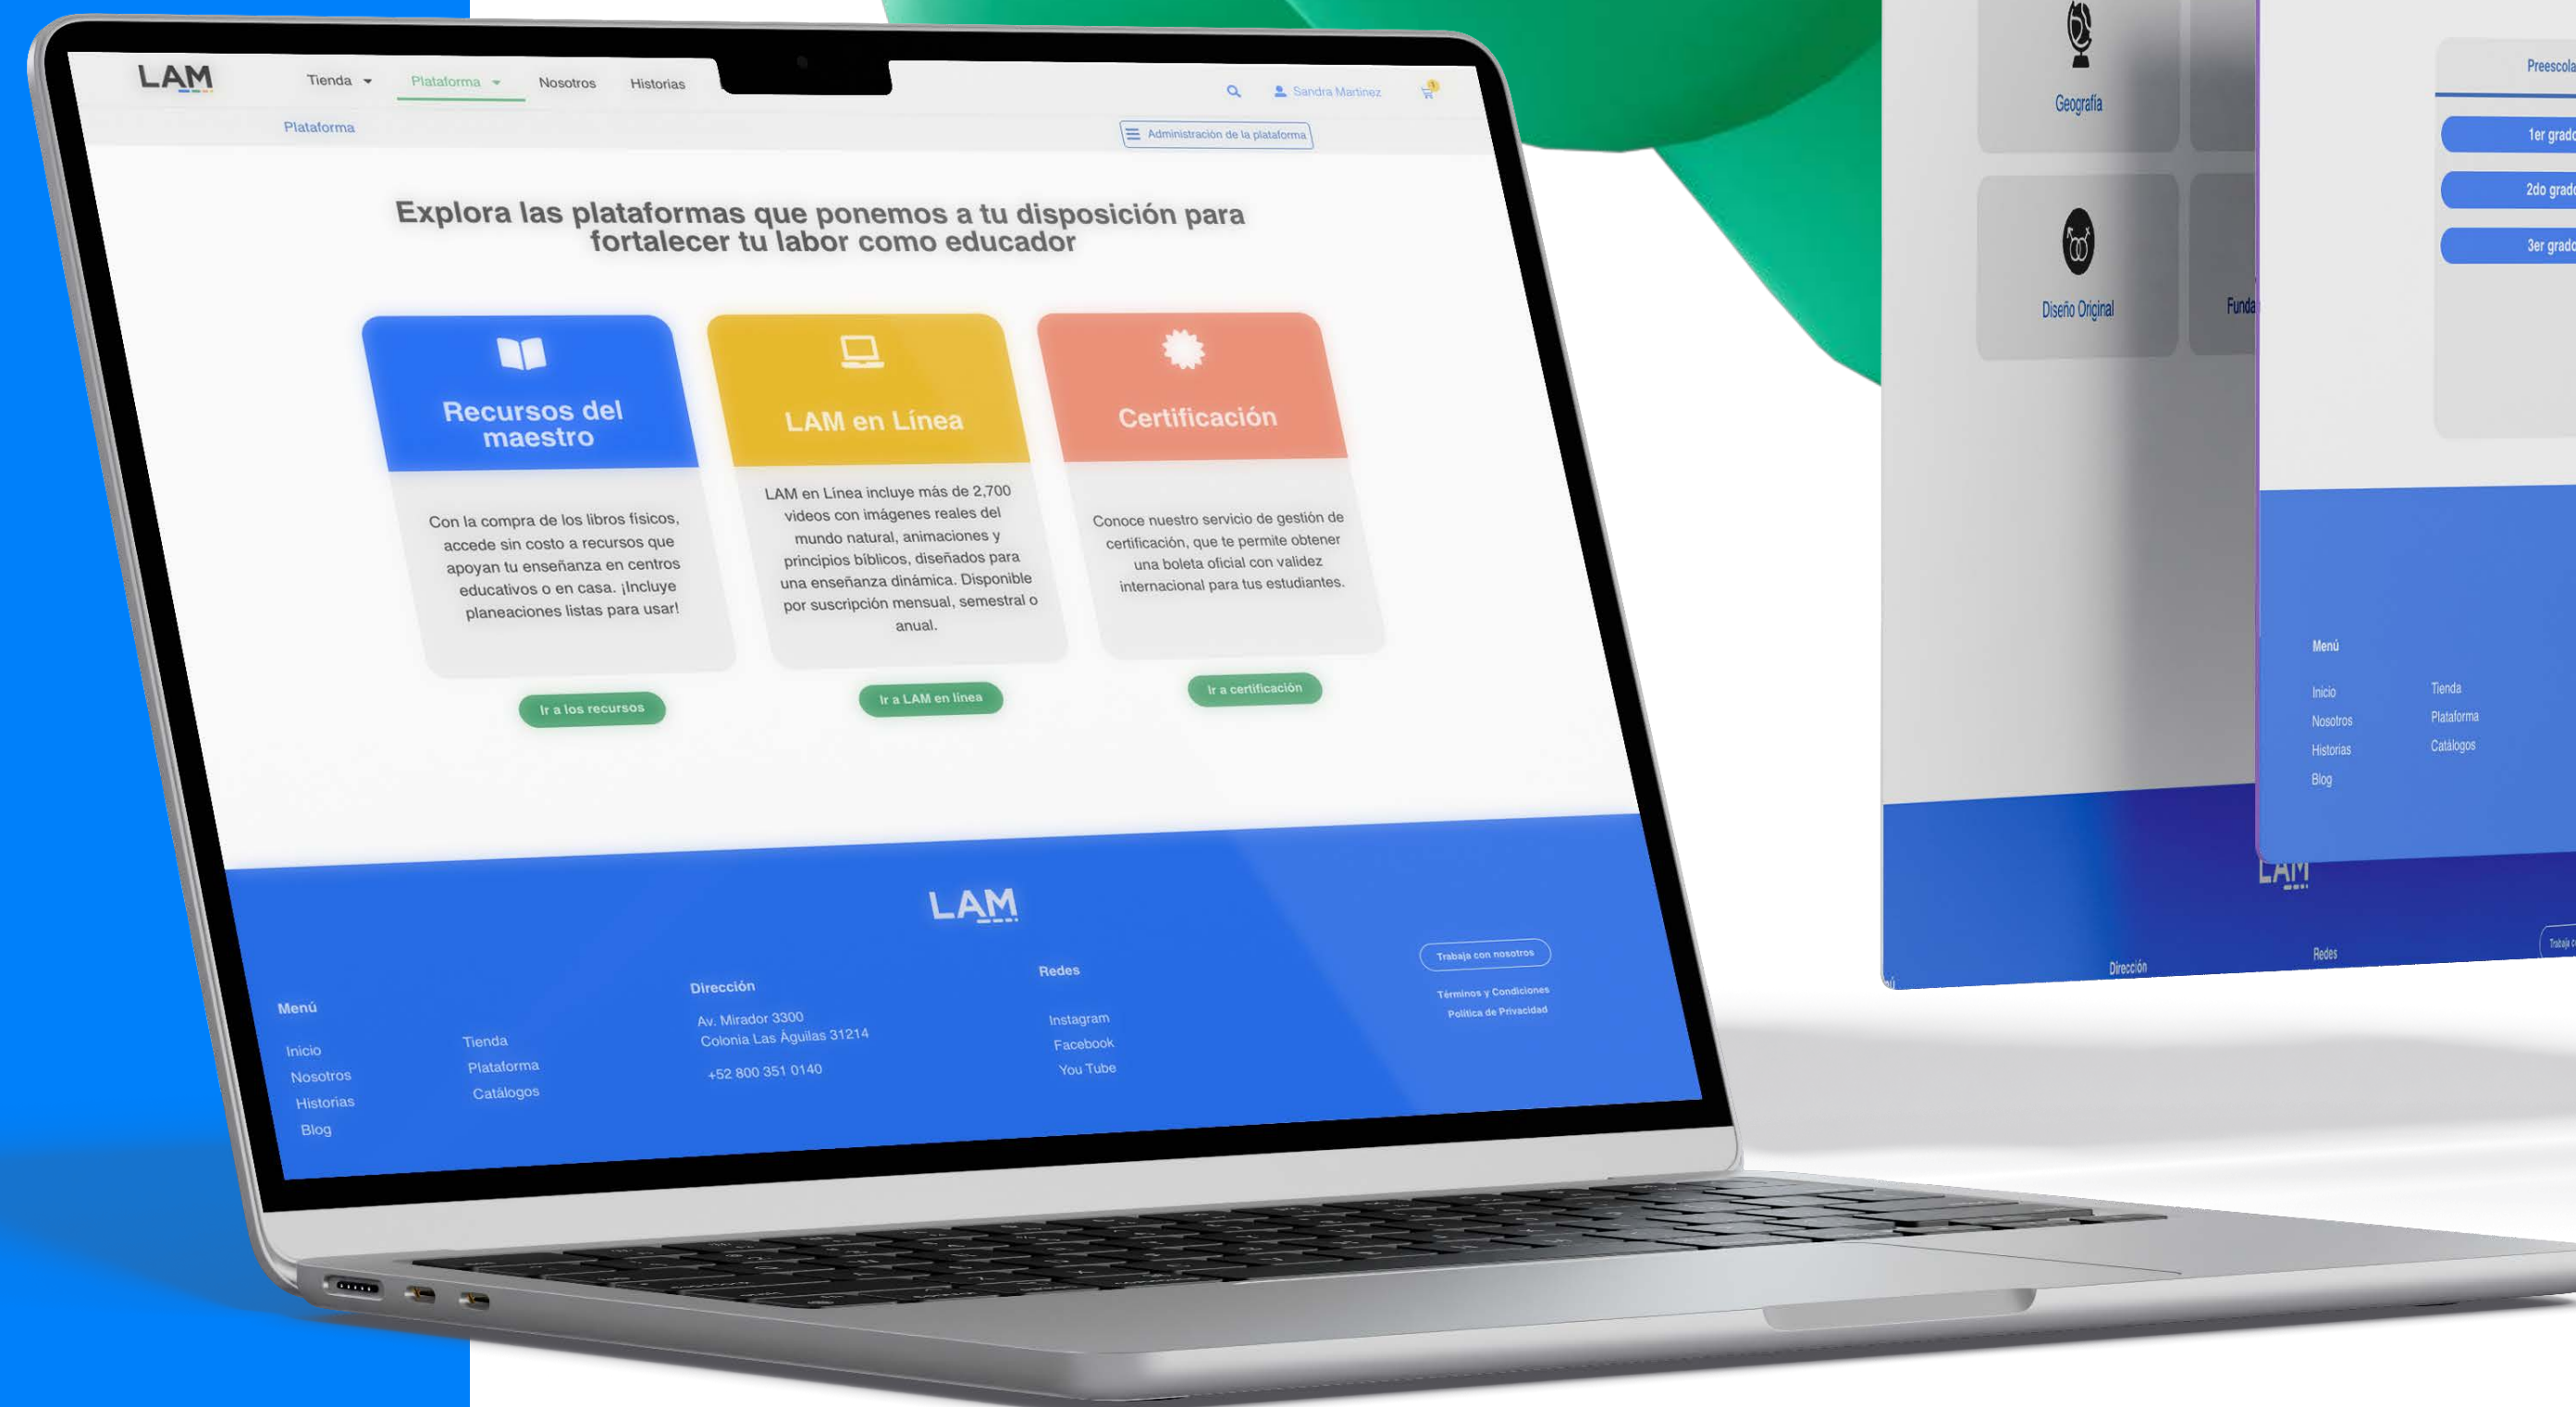 LAM
Tienda
Plataforma
Nosotros
Historias
Sandra Martinez
1
Plataforma
Administración de la plataforma
Explora las plataformas que ponemos a tu disposición para
fortalecer tu labor como educador
Recursos del
maestro
Con la compra de los libros físicos,
accede sin costo a recursos que
apoyan tu enseñanza en centros
educativos o en casa. ¡Incluye
planeaciones listas para usar!
Ir a los recursos
LAM en Línea
LAM en Línea incluye más de 2,700
videos con imágenes reales del
mundo natural, animaciones y
principios bíblicos, diseñados para
una enseñanza dinámica. Disponible
por suscripción mensual, semestral o
anual.
Ir a LAM en línea
Certificación
Conoce nuestro servicio de gestión de
certificación, que te permite obtener
una boleta oficial con validez
internacional para tus estudiantes.
Ir a certificación
LAM
Menú
Inicio
Nosotros
Historias
Blog
Tienda
Plataforma
Catálogos
Dirección
Av. Mirador 3300
Colonia Las Águilas 31214
+52 800 351 0140
Redes
Instagram
Facebook
You Tube
Trabaja con nosotros
Términos y Condiciones
Política de Privacidad
Geografía
Diseño Original
Funda
LAM
Dirección
Redes
Trabaja c
Preescola
1er grado
2do grado
3er grado
Menú
Inicio
Nosotros
Historias
Blog
Tienda
Plataforma
Catálogos